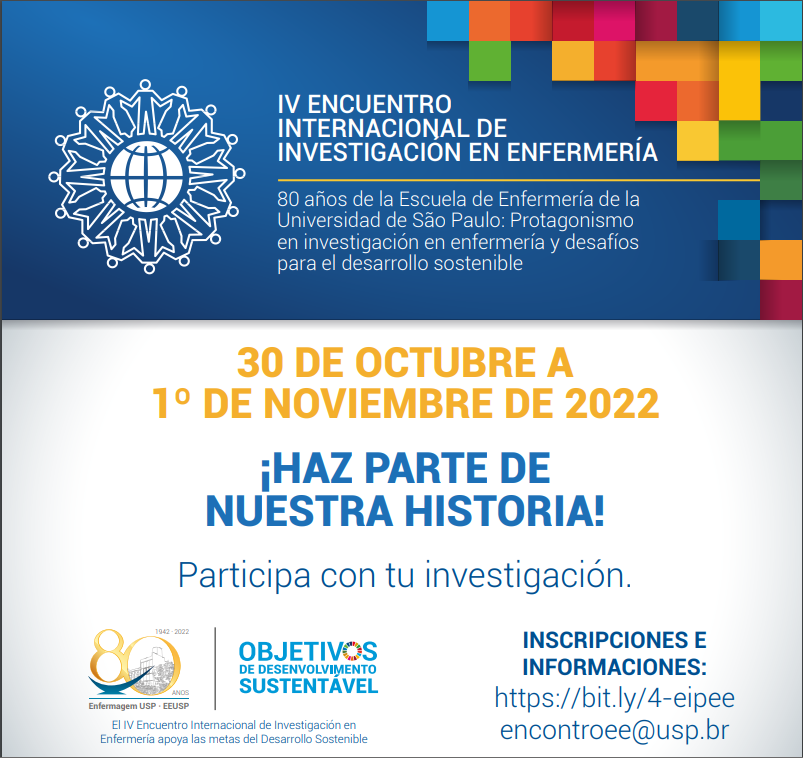 IV ENCUENTRO
INTERNACIONAL DE
INVESTIGACIÓN EN ENFERMERÍA
80 años de la Escuela de Enfermería de la
Universidad de São Paulo: Protagonismo
en investigación en enfermería y desafíos
para el desarrollo sostenible
30 DE OCTUBRE A
1º DE NOVIEMBRE DE 2022
¡HAZ PARTE DE
NUESTRA HISTORIA!
Participa con tu investigación.
1942 - 2022
80
ANOS
Enfermagem USP · EEUSP
OBJETIVOS
DE DESENVOLVIMENTO
SUSTENTÁVEL
El IV Encuentro Internacional de Investigación en
Enfermería apoya las metas del Desarrollo Sostenible
INSCRIPCIONES E
INFORMACIONES:
https://bit.ly/4-eipee
encontroee@usp.br